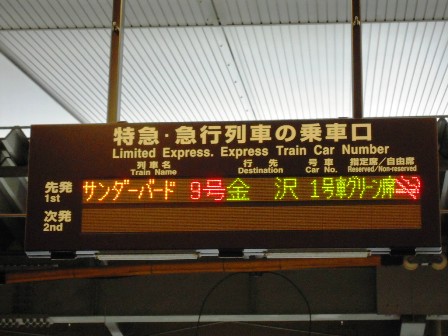 特急・急行列車の乗車口
Limited Express. Express Train Car Number
列車名 行先 号車 指定席／自由席
Train Name Destination Car No. Reserved/Non-reserved
先発 サンダーバード 9号 金 沢 1号車グリーン席
1st
次発
2nd